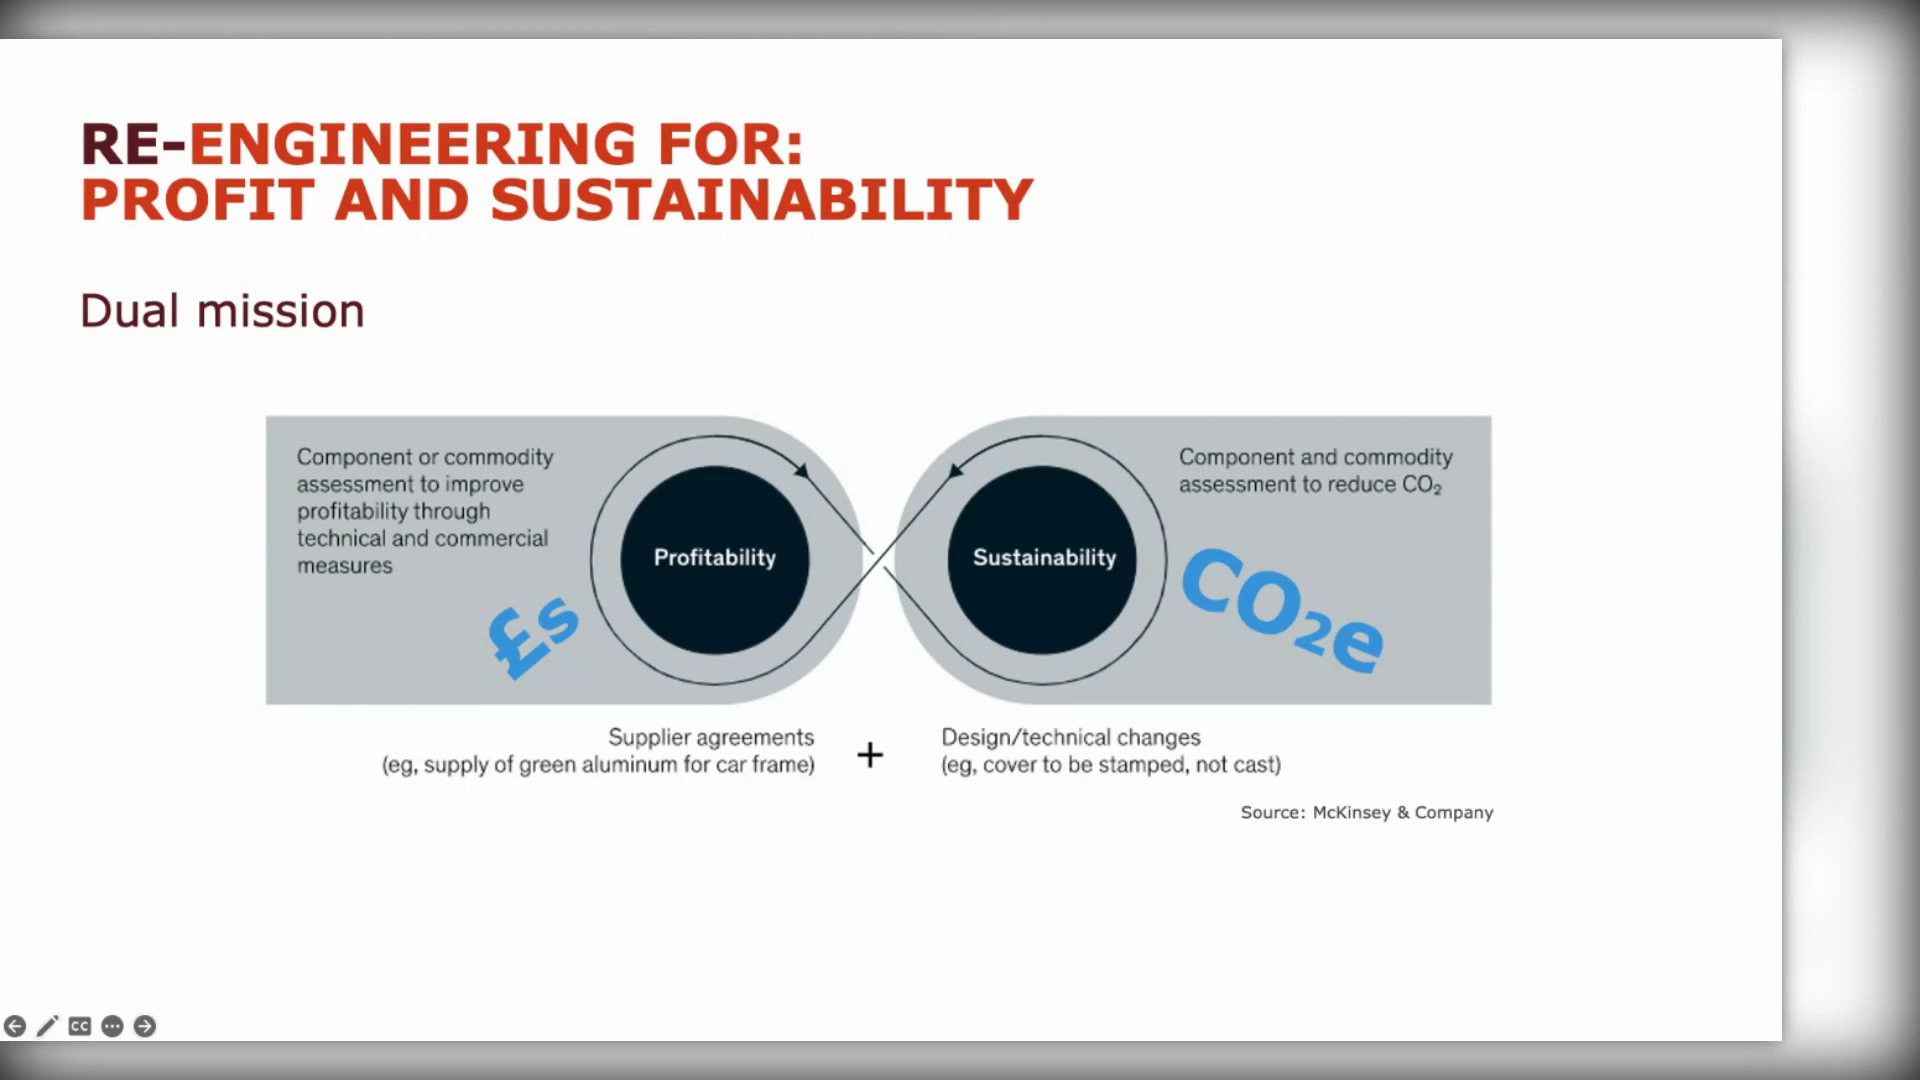 RE-ENGINEERING FOR:
PROFIT AND SUSTAINABILITY
Dual mission
Component or commodity
assessment to improve
profitability through
technical and commercial
measures
£s
Profitability
Sustainability
Component and commodity
assessment to reduce CO₂
CO₂e
Supplier agreements
(eg, supply of green aluminum for car frame)
+
Design/technical changes
(eg, cover to be stamped, not cast)
Source: McKinsey & Company
CC